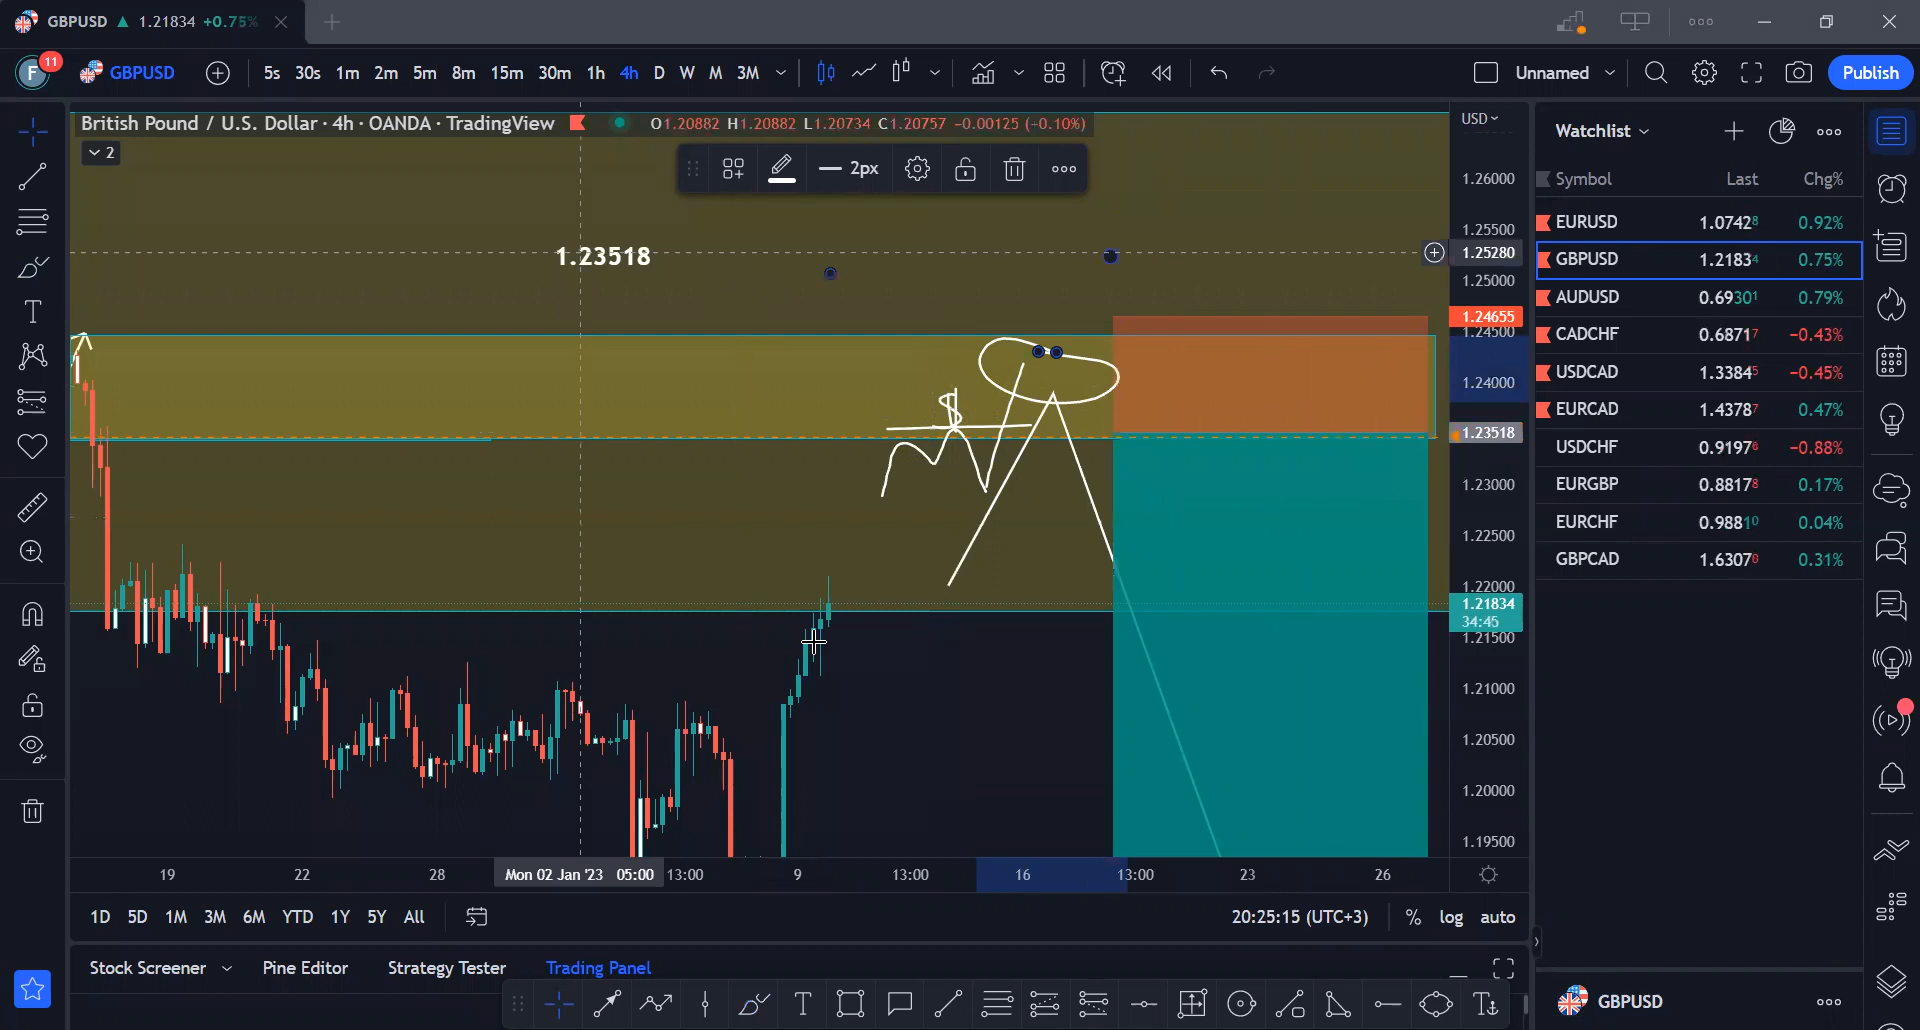 GBPUSD ▲ 1.21834 +0.75%
F 11 GBPUSD 5s 30s 1m 2m 5m 8m 15m 30m 1h 4h D W M 3M Unnamed Publish
British Pound / U.S. Dollar · 4h · OANDA · TradingView O1.20882 H1.20882 L1.20734 C1.20757 −0.00125 (−0.10%) USD
2
2px
1.23518
$
1.26000
1.25500
1.25280
1.25000
1.24655
1.24500
1.24000
1.23518
1.23000
1.22500
1.22000
1.21834
34:45
1.21500
1.21000
1.20500
1.20000
1.19500
19 22 28 Mon 02 Jan '23 05:00 13:00 9 13:00 16 13:00 23 26
1D 5D 1M 3M 6M YTD 1Y 5Y All 20:25:15 (UTC+3) % log auto
Stock Screener Pine Editor Strategy Tester Trading Panel
Watchlist
Symbol Last Chg%
EURUSD 1.07428 0.92%
GBPUSD 1.21834 0.75%
AUDUSD 0.69301 0.79%
CADCHF 0.68717 −0.43%
USDCAD 1.33845 −0.45%
EURCAD 1.43787 0.47%
USDCHF 0.91976 −0.88%
EURGBP 0.88178 0.17%
EURCHF 0.98810 0.04%
GBPCAD 1.63070 0.31%
GBPUSD